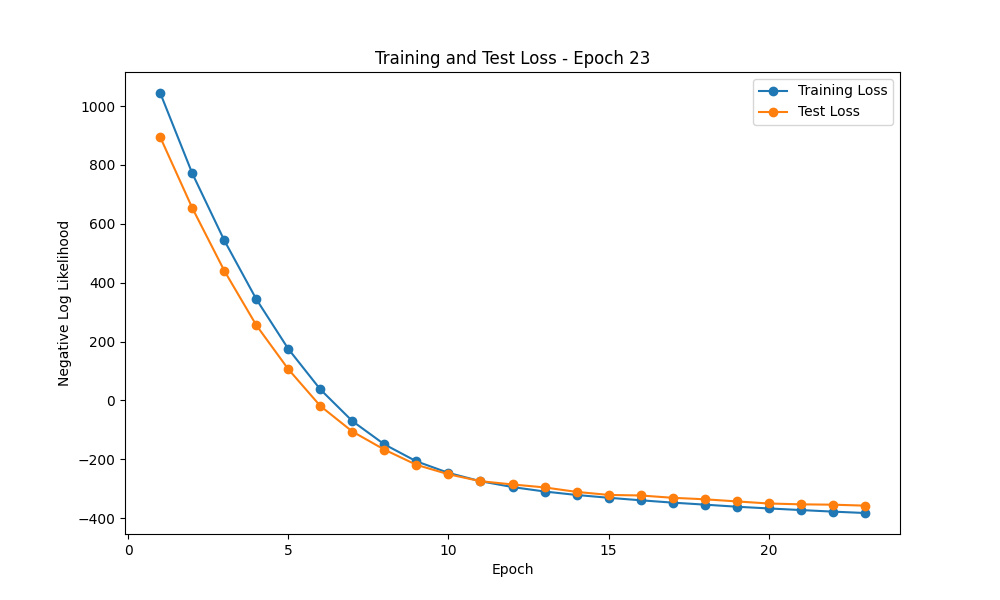 Training and Test Loss - Epoch 23
Training Loss
Test Loss
Negative Log Likelihood
1000
800
600
400
200
0
−200
−400
0 5 10 15 20
Epoch